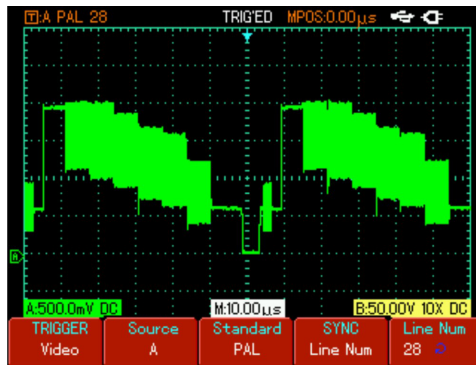 T:A PAL 28 TRIG'ED MPOS:0.00µs
A
A:500.0mV DC M:10.00µs B:50.00V 10X DC
TRIGGER Source Standard SYNC Line Num
Video A PAL Line Num 28